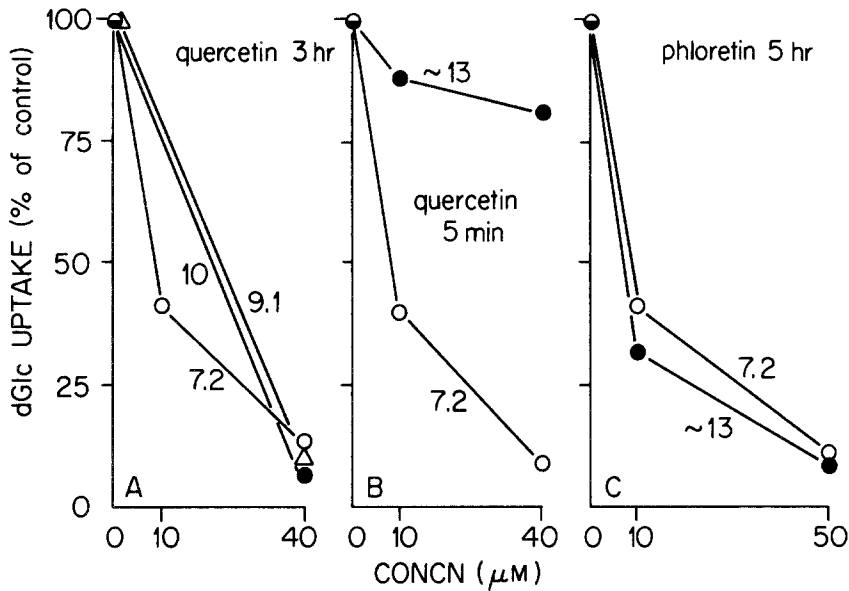 dGlc UPTAKE (% of control)
100
75
50
25
0
quercetin 3 hr
10
9.1
7.2
A
0 10 40
~13
quercetin
5 min
7.2
B
0 10 40
phloretin 5 hr
7.2
~13
C
0 10 50
CONCN (μM)